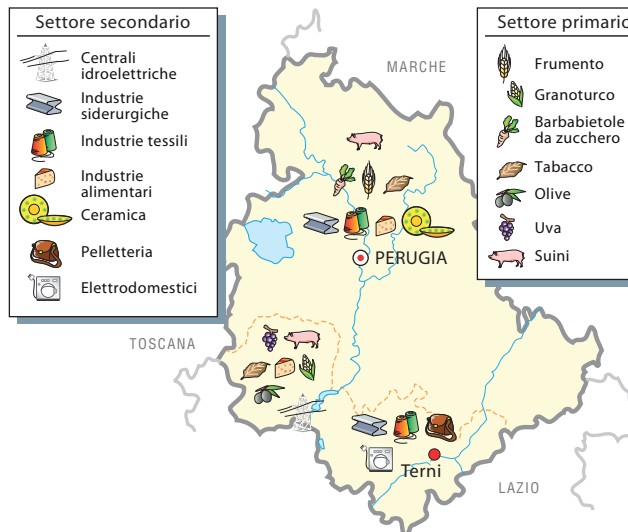 Settore secondario
Centrali
idroelettriche
Industrie
siderurgiche
Industrie tessili
Industrie
alimentari
Ceramica
Pelletteria
Elettrodomestici
Settore primario
Frumento
Granoturco
Barbabietole
da zucchero
Tabacco
Olive
Uva
Suini
MARCHE
PERUGIA
TOSCANA
Terni
LAZIO